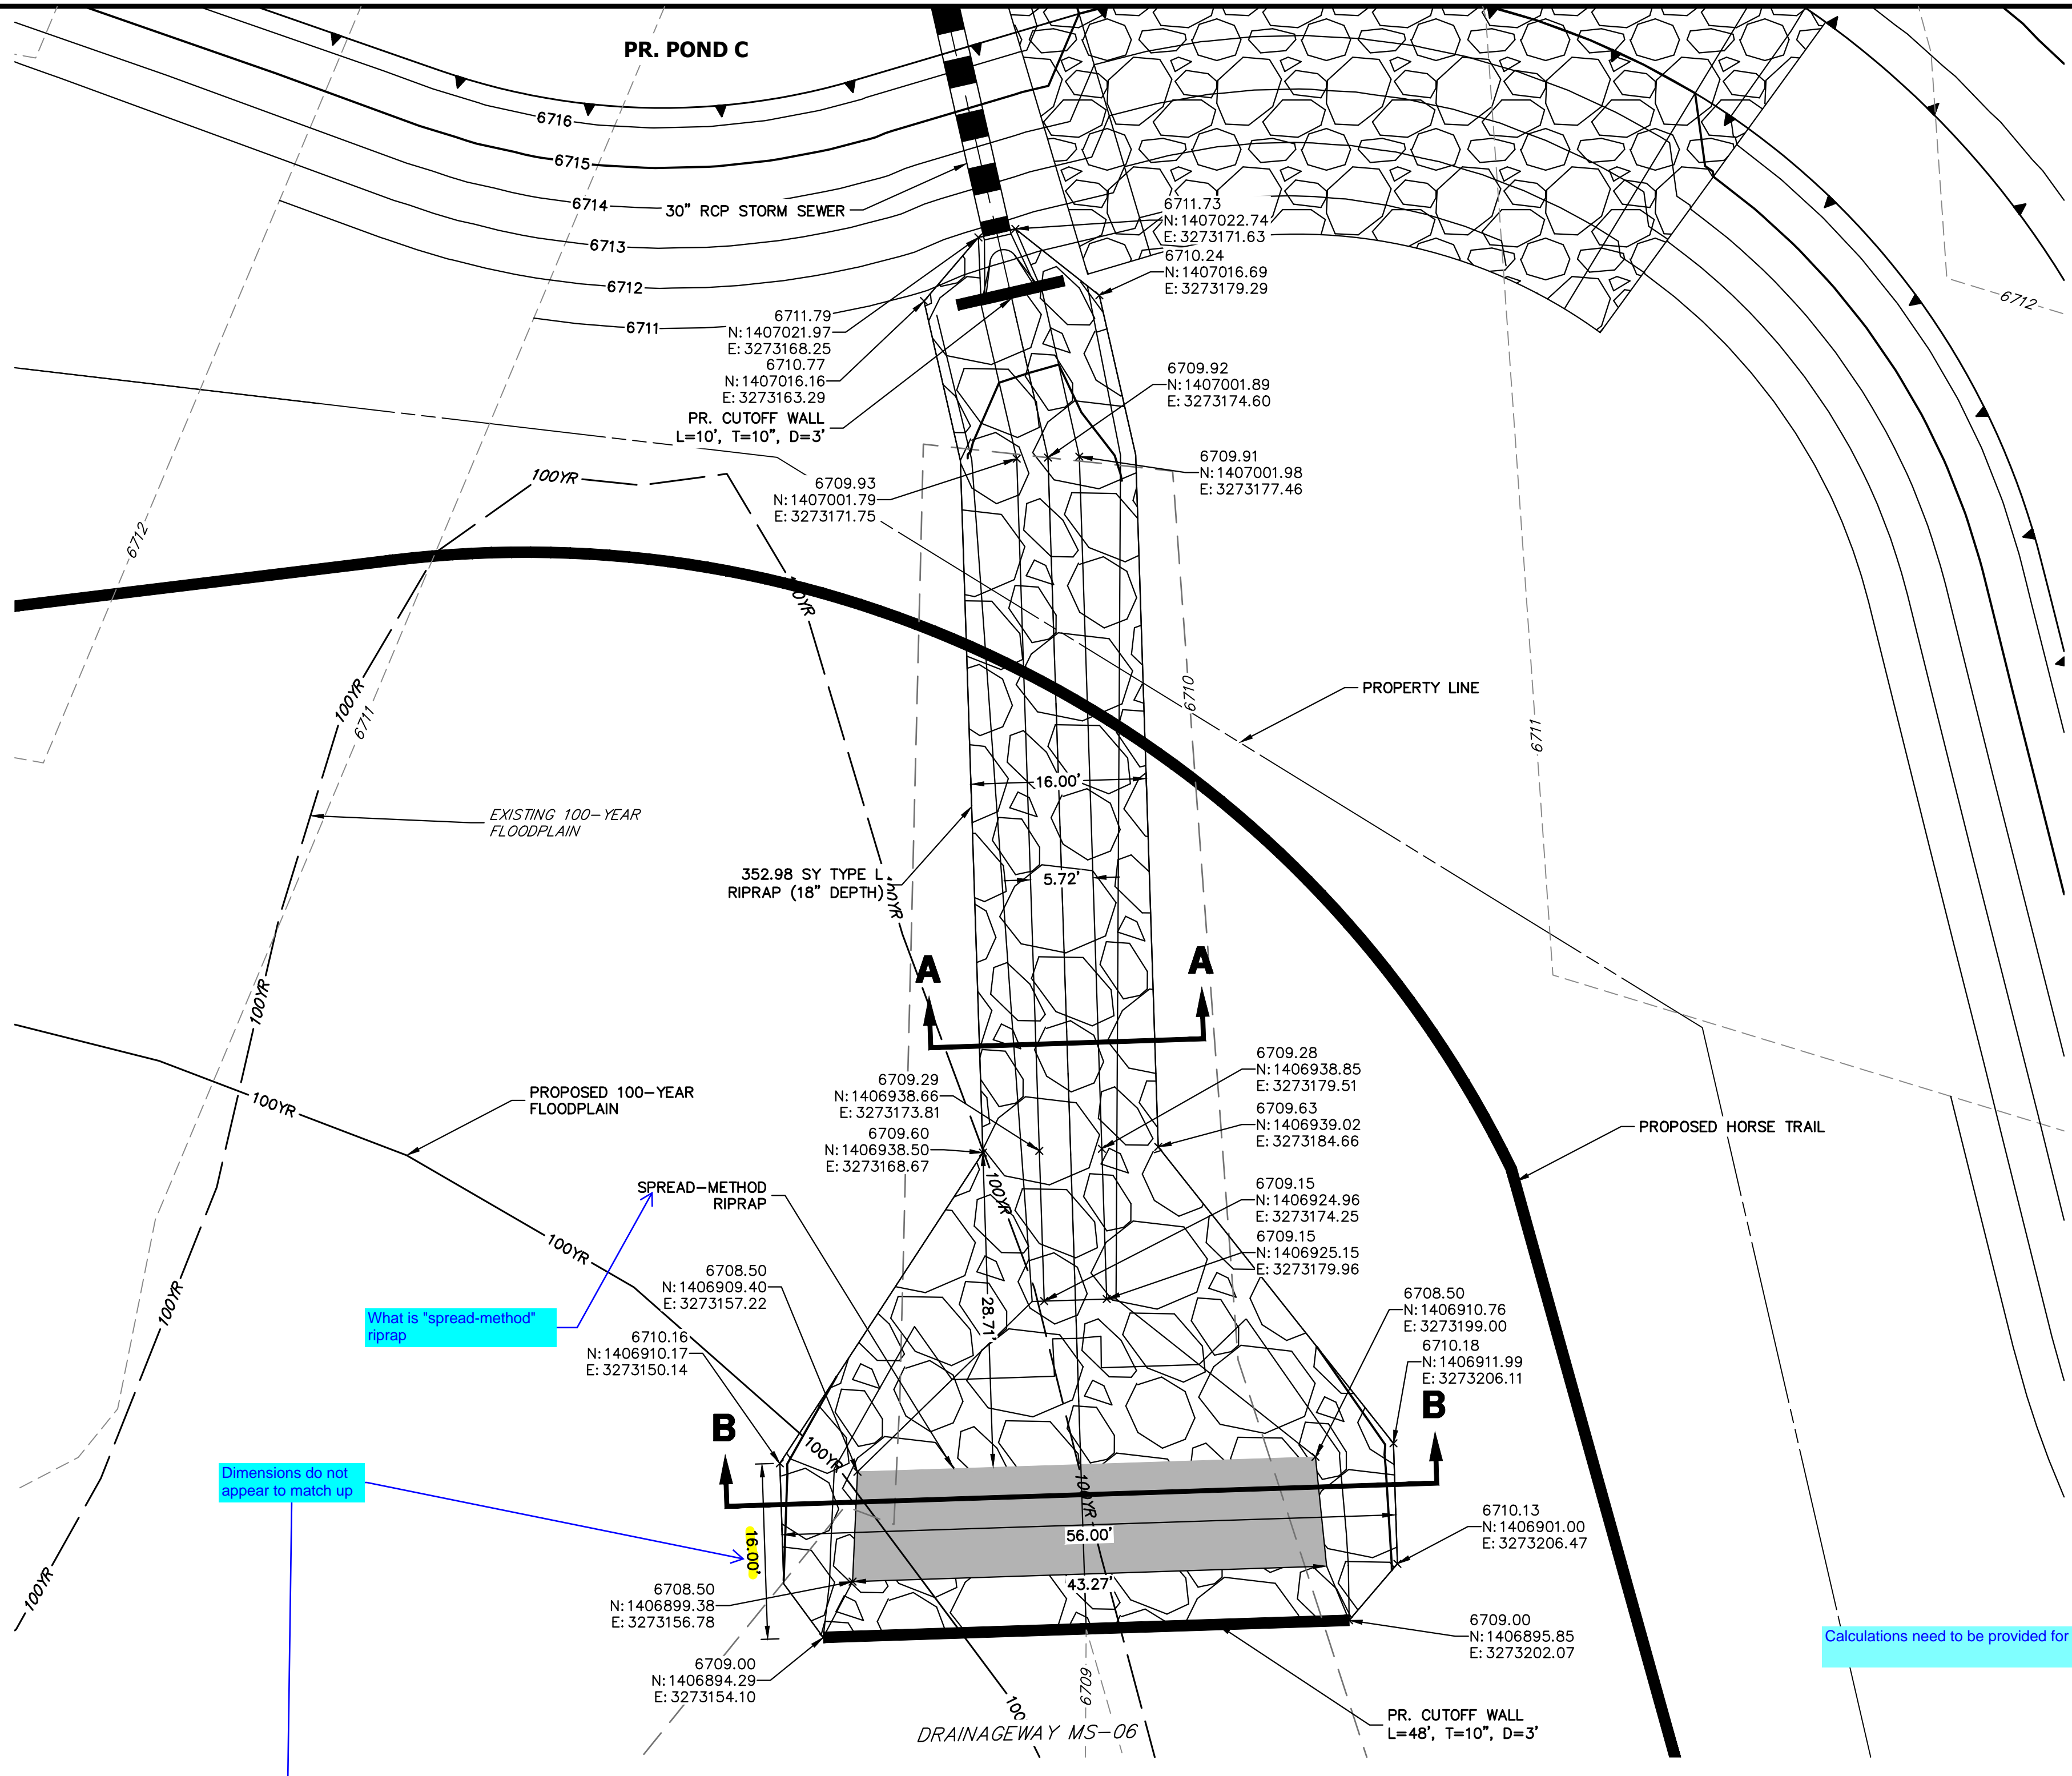 PR. POND C
6716
6715
6714
30" RCP STORM SEWER
6713
6712
6711
6711.73
N: 1407022.74
E: 3273171.63
6710.24
N: 1407016.69
E: 3273179.29
6712
6711.79
N: 1407021.97
E: 3273168.25
6710.77
N: 1407016.16
E: 3273163.29
PR. CUTOFF WALL
L=10', T=10", D=3'
6709.92
N: 1407001.89
E: 3273174.60
6709.91
N: 1407001.98
E: 3273177.46
6709.93
N: 1407001.79
E: 3273171.75
100YR
6712
100YR
100YR
6711
6710
6711
PROPERTY LINE
16.00'
EXISTING 100-YEAR
FLOODPLAIN
352.98 SY TYPE L
RIPRAP (18" DEPTH)
5.72'
100YR
A
A
100YR
6709.28
N: 1406938.85
E: 3273179.51
6709.29
N: 1406938.66
E: 3273173.81
6709.63
N: 1406939.02
E: 3273184.66
6709.60
N: 1406938.50
E: 3273168.67
PROPOSED 100-YEAR
FLOODPLAIN
100YR
PROPOSED HORSE TRAIL
SPREAD-METHOD
RIPRAP
100YR
6709.15
N: 1406924.96
E: 3273174.25
6709.15
N: 1406925.15
E: 3273179.96
100YR
100YR
6708.50
N: 1406909.40
E: 3273157.22
28.71'
6708.50
N: 1406910.76
E: 3273199.00
What is "spread-method"
riprap
6710.16
N: 1406910.17
E: 3273150.14
6710.18
N: 1406911.99
E: 3273206.11
B
B
100YR
Dimensions do not
appear to match up
100YR
16.00'
56.00'
6710.13
N: 1406901.00
E: 3273206.47
43.27'
6708.50
N: 1406899.38
E: 3273156.78
100YR
6709.00
N: 1406895.85
E: 3273202.07
Calculations need to be provided for
6709.00
N: 1406894.29
E: 3273154.10
6709
100
DRAINAGEWAY MS-06
PR. CUTOFF WALL
L=48', T=10", D=3'